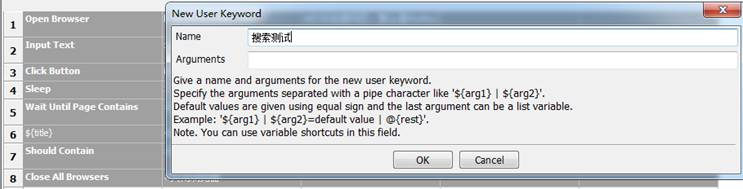 New User Keyword
1 Open Browser
2 Input Text
3 Click Button
4 Sleep
5 Wait Until Page Contains
6 ${title}
7 Should Contain
8 Close All Browsers
Name 搜索测试
Arguments
Give a name and arguments for the new user keyword.
Specify the arguments separated with a pipe character like '${arg1} | ${arg2}'.
Default values are given using equal sign and the last argument can be a list variable.
Example: '${arg1} | ${arg2}=default value | @{rest}'.
Note. You can use variable shortcuts in this field.
OK Cancel